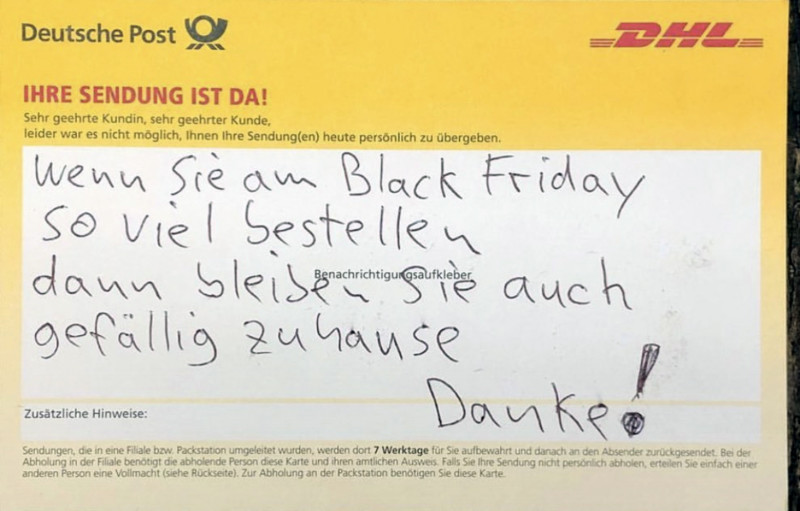 Deutsche Post
DHL
IHRE SENDUNG IST DA!
Sehr geehrte Kundin, sehr geehrter Kunde,
leider war es nicht möglich, Ihnen Ihre Sendung(en) heute persönlich zu übergeben.
Wenn Sie am Black Friday
so viel bestellen
Benachrichtigungsaufkleber
dann bleiben Sie auch
gefällig zuhause
Danke!
Zusätzliche Hinweise:
Sendungen, die in eine Filiale bzw. Packstation umgeleitet wurden, werden dort 7 Werktage für Sie aufbewahrt und danach an den Absender zurückgesendet. Bei der
Abholung in der Filiale benötigt die abholende Person diese Karte und ihren amtlichen Ausweis. Falls Sie Ihre Sendung nicht persönlich abholen, erteilen Sie einfach einer
anderen Person eine Vollmacht (siehe Rückseite). Zur Abholung an der Packstation benötigen Sie diese Karte.